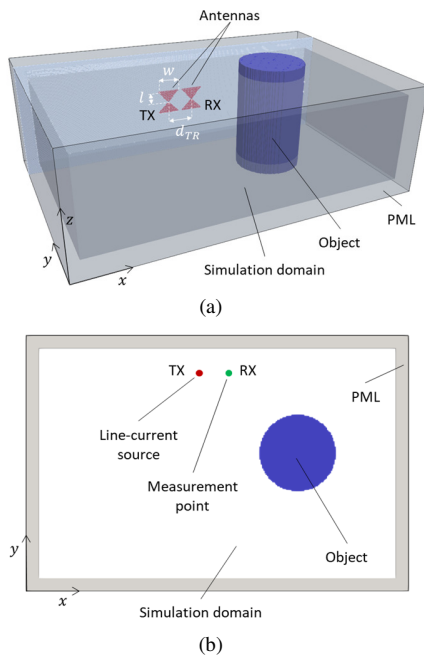 Antennas
w
l
TX
RX
d_TR
z
y
x
PML
Object
Simulation domain
(a)
TX
RX
PML
Line-current
source
Measurement
point
y
Object
x
Simulation domain
(b)